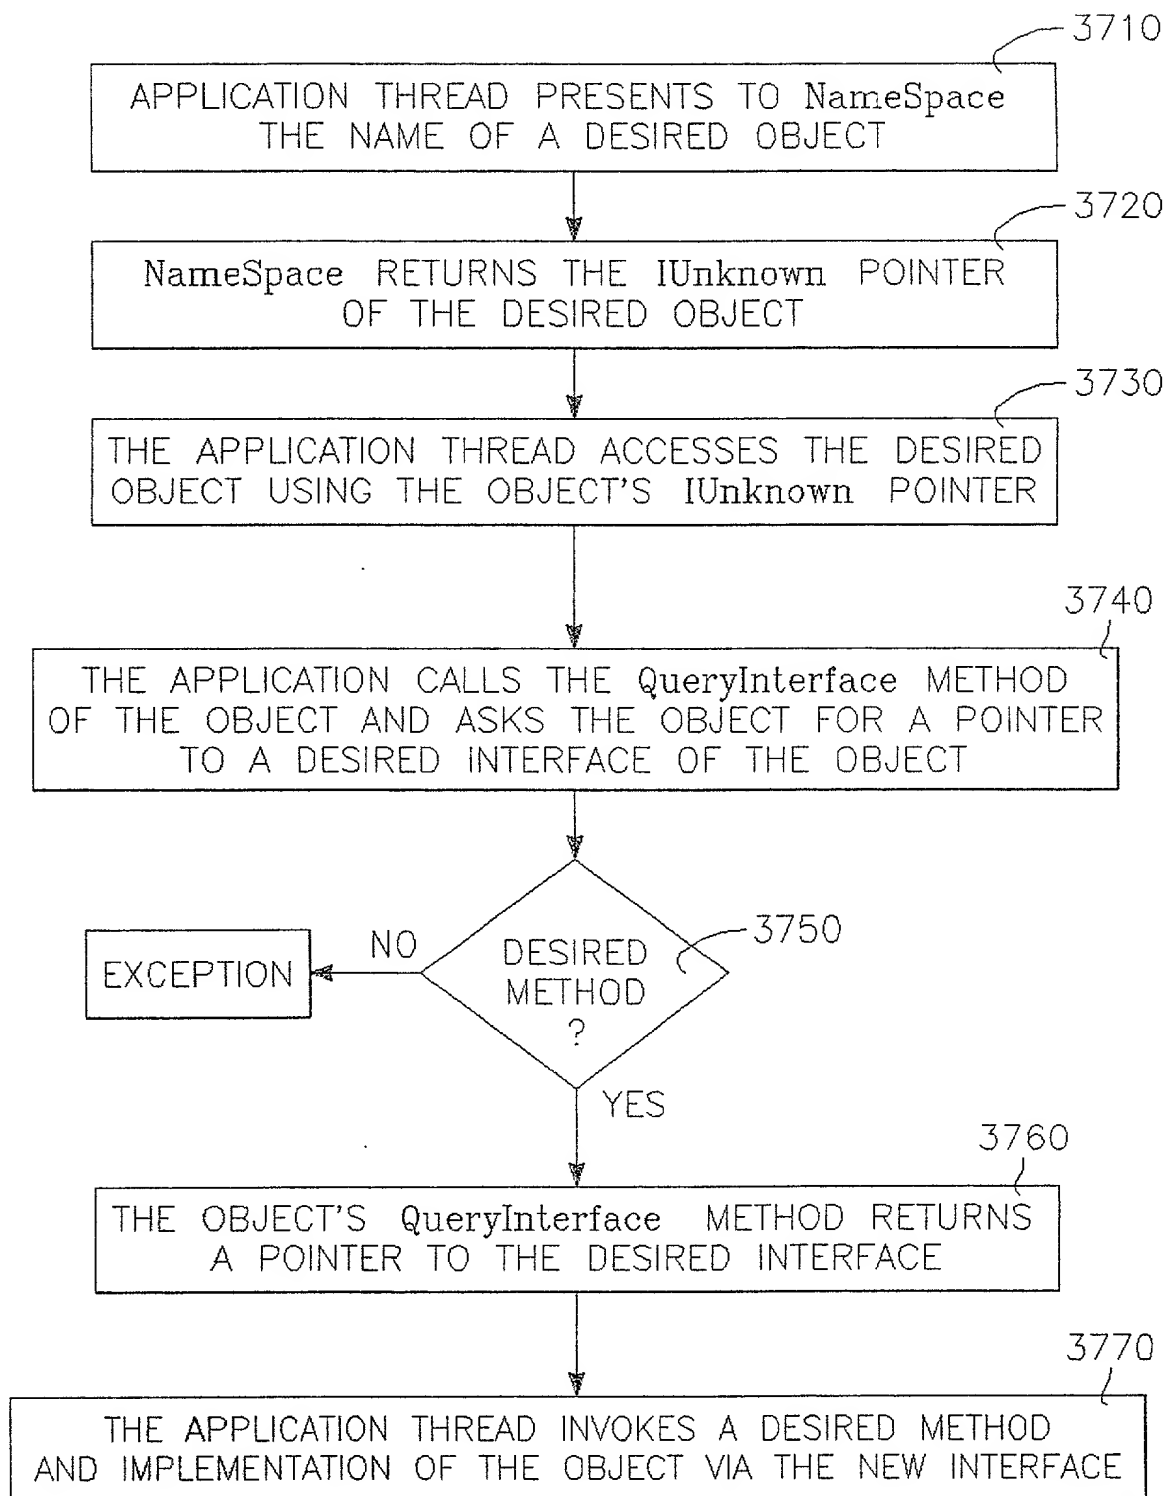 3710
APPLICATION THREAD PRESENTS TO NameSpace
THE NAME OF A DESIRED OBJECT
3720
NameSpace RETURNS THE IUnknown POINTER
OF THE DESIRED OBJECT
3730
THE APPLICATION THREAD ACCESSES THE DESIRED
OBJECT USING THE OBJECT'S IUnknown POINTER
3740
THE APPLICATION CALLS THE QueryInterface METHOD
OF THE OBJECT AND ASKS THE OBJECT FOR A POINTER
TO A DESIRED INTERFACE OF THE OBJECT
3750
DESIRED
METHOD
?
NO
EXCEPTION
YES
3760
THE OBJECT'S QueryInterface METHOD RETURNS
A POINTER TO THE DESIRED INTERFACE
3770
THE APPLICATION THREAD INVOKES A DESIRED METHOD
AND IMPLEMENTATION OF THE OBJECT VIA THE NEW INTERFACE